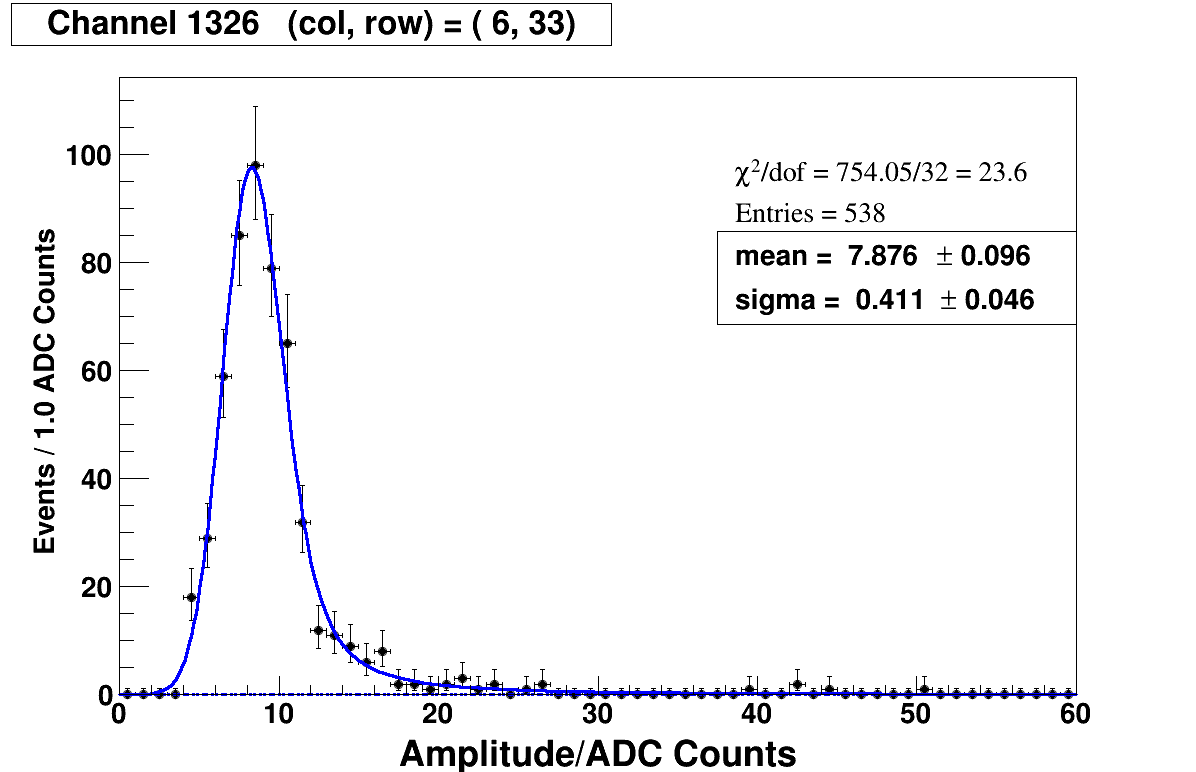 Channel 1326 (col, row) = ( 6, 33)
χ²/dof = 754.05/32 = 23.6
Entries = 538
mean = 7.876 ± 0.096
sigma = 0.411 ± 0.046
Events / 1.0 ADC Counts
100
80
60
40
20
0
0 10 20 30 40 50 60
Amplitude/ADC Counts